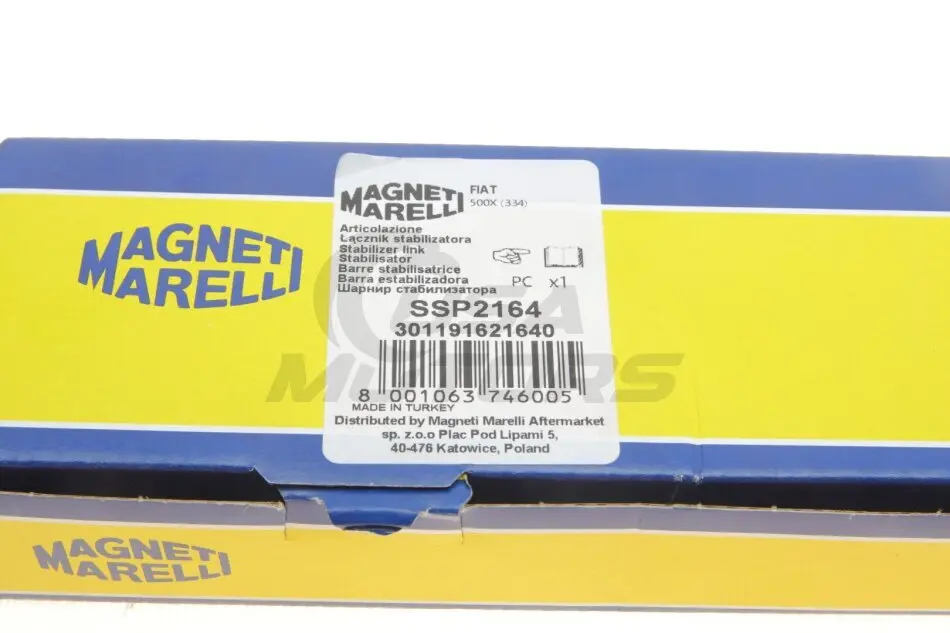 MAGNETI
MARELLI
MAGNETI
MARELLI
FIAT
500X (334)
Articolazione
Łącznik stabilizatora
Stabilizer link
Stabilisator
Barre stabilisatrice
Barra estabilizadora
Шарнир стабилизатора
PC x1
SSP2164
301191621640
8 001063 746005
MADE IN TURKEY
Distributed by Magneti Marelli Aftermarket
sp. z.o.o Plac Pod Lipami 5,
40-476 Katowice, Poland
MAGNETI
MARELLI